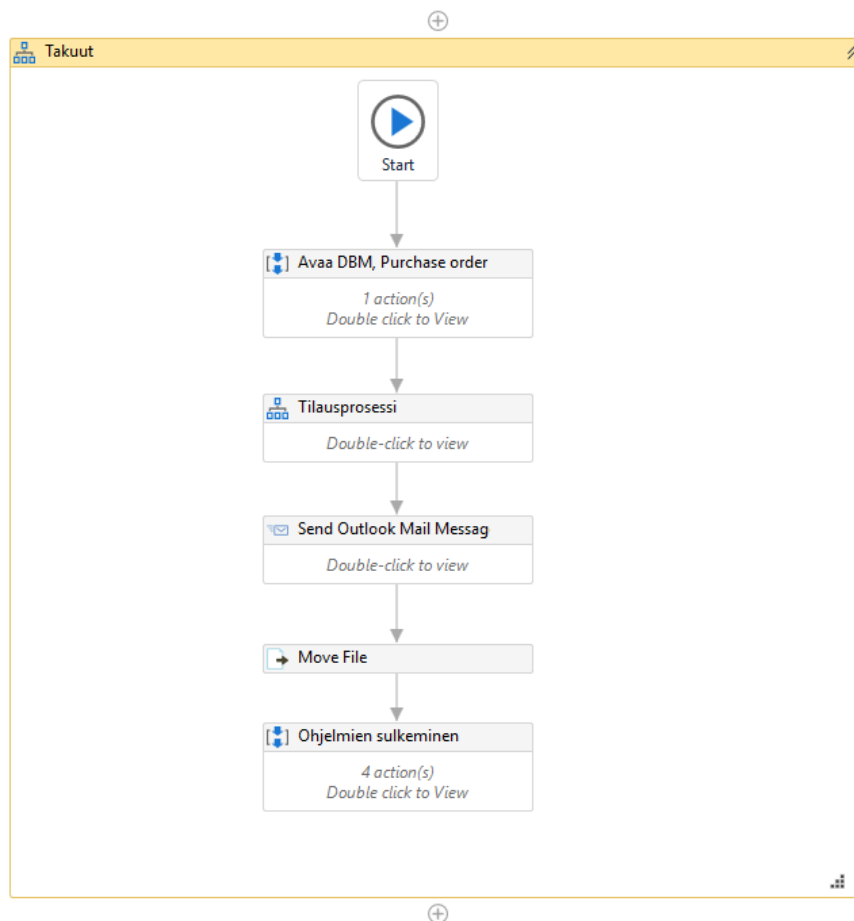 Takuut
Start
Avaa DBM, Purchase order
1 action(s)
Double click to View
Tilausprosessi
Double-click to view
Send Outlook Mail Messag
Double-click to view
Move File
Ohjelmien sulkeminen
4 action(s)
Double click to View